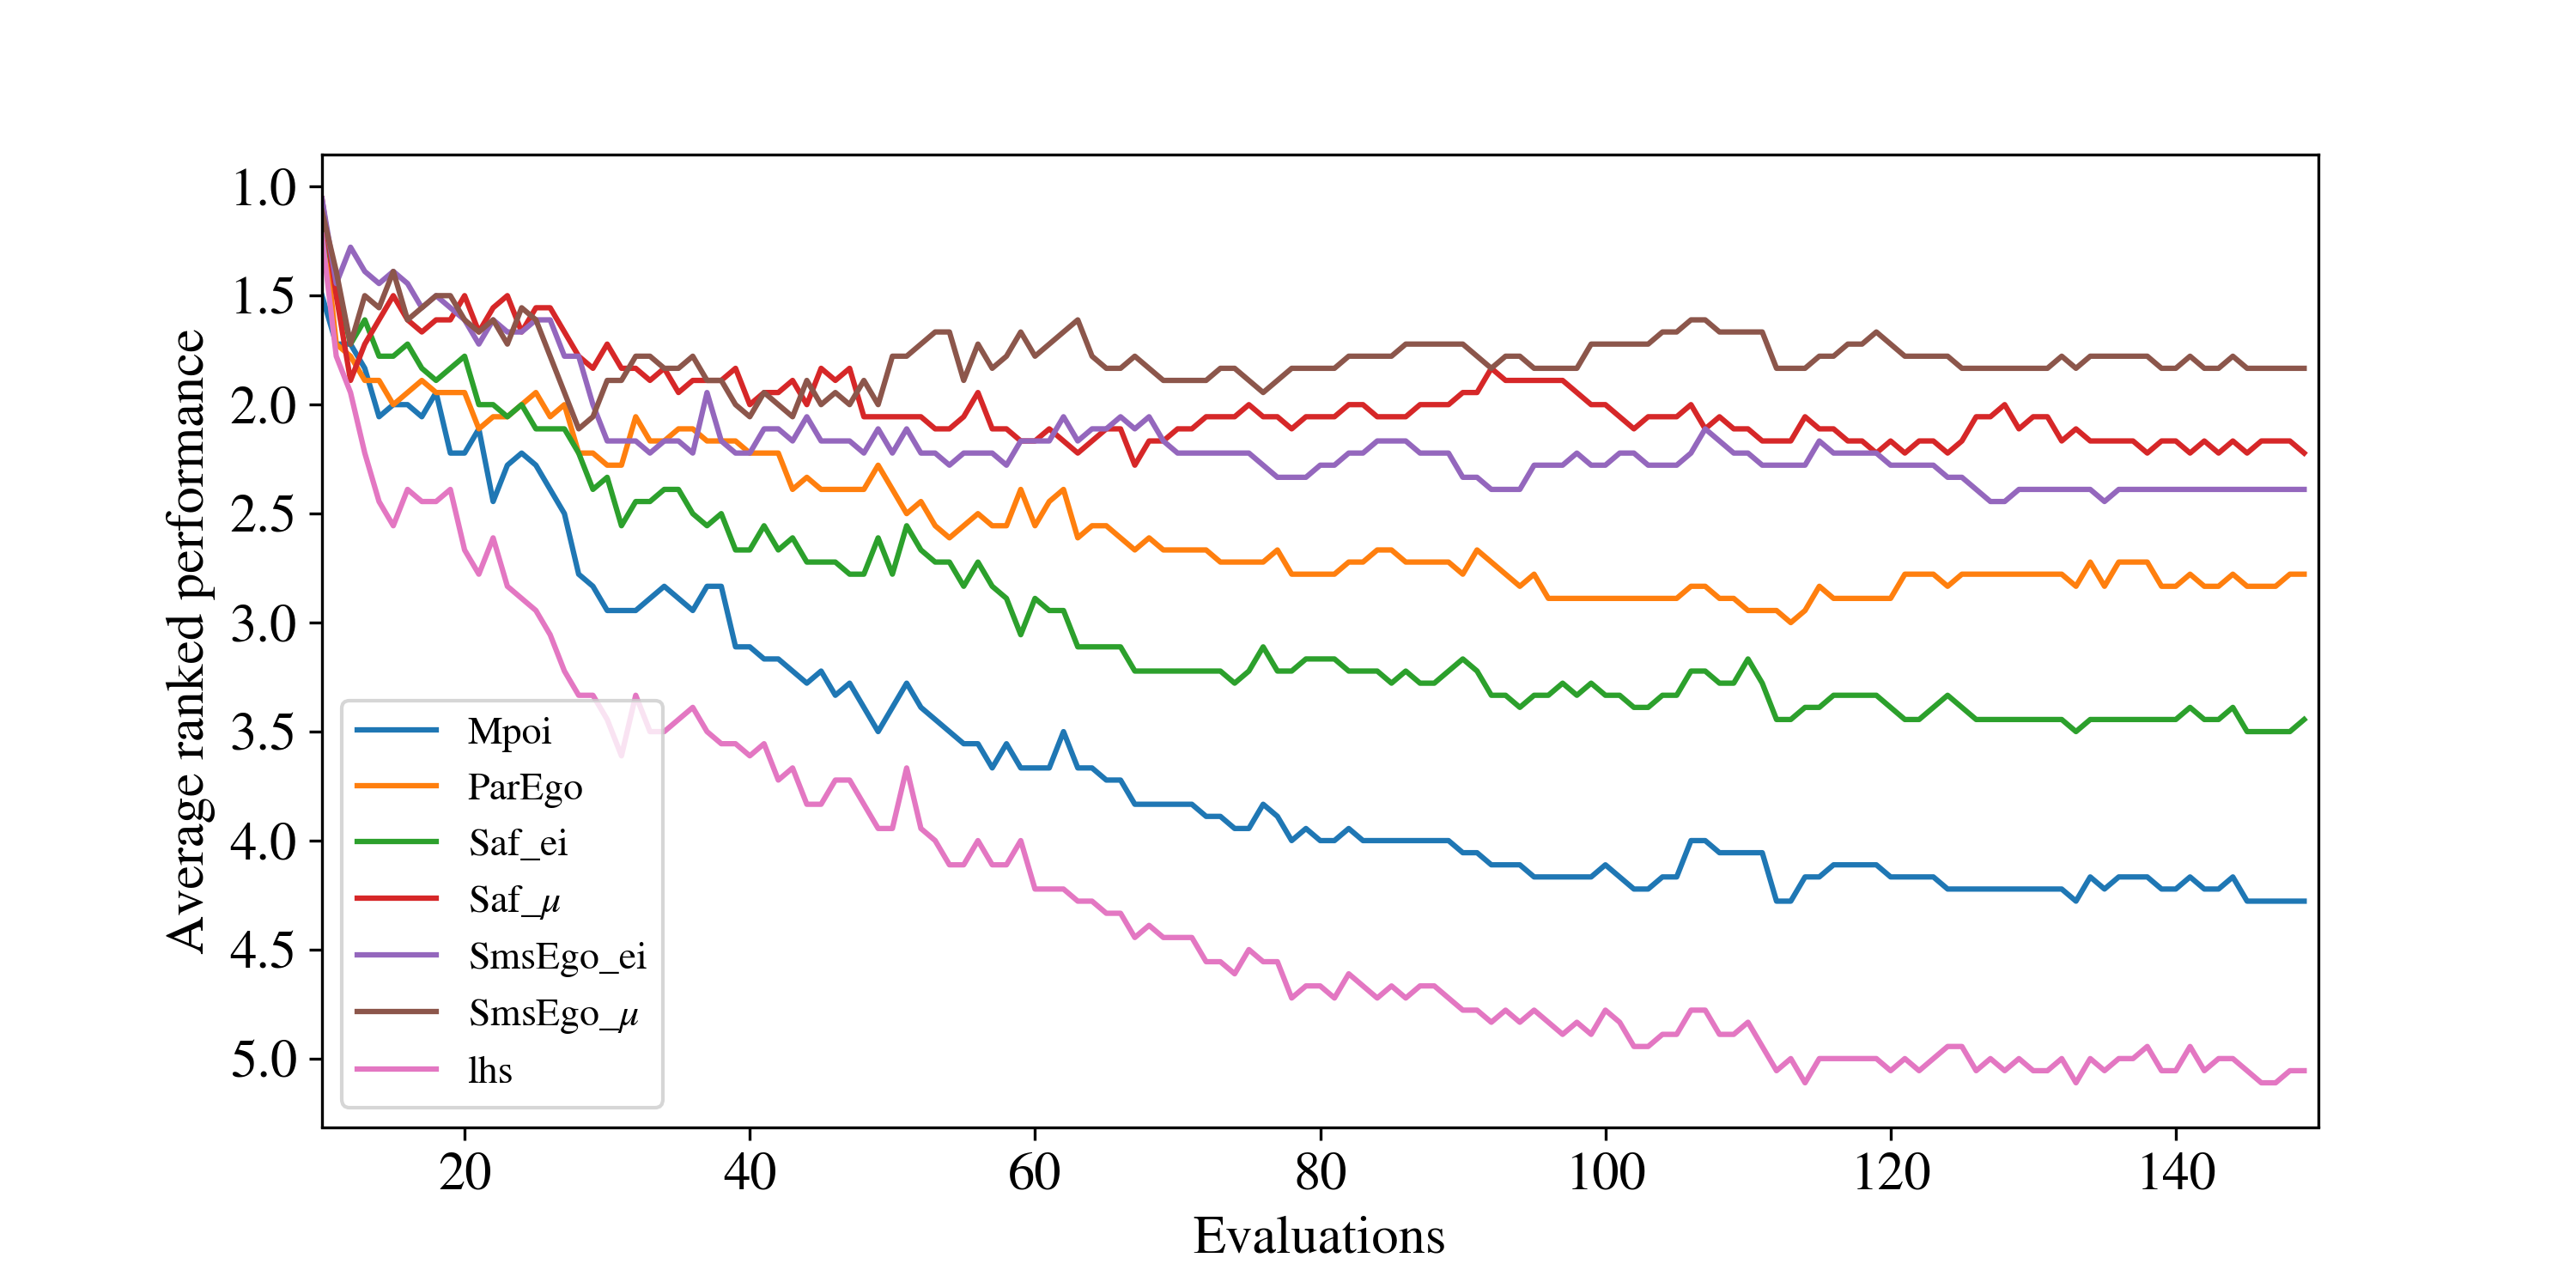 Average ranked performance
1.0
1.5
2.0
2.5
3.0
3.5
4.0
4.5
5.0
Mpoi
ParEgo
Saf_ei
Saf_μ
SmsEgo_ei
SmsEgo_μ
lhs
20 40 60 80 100 120 140
Evaluations